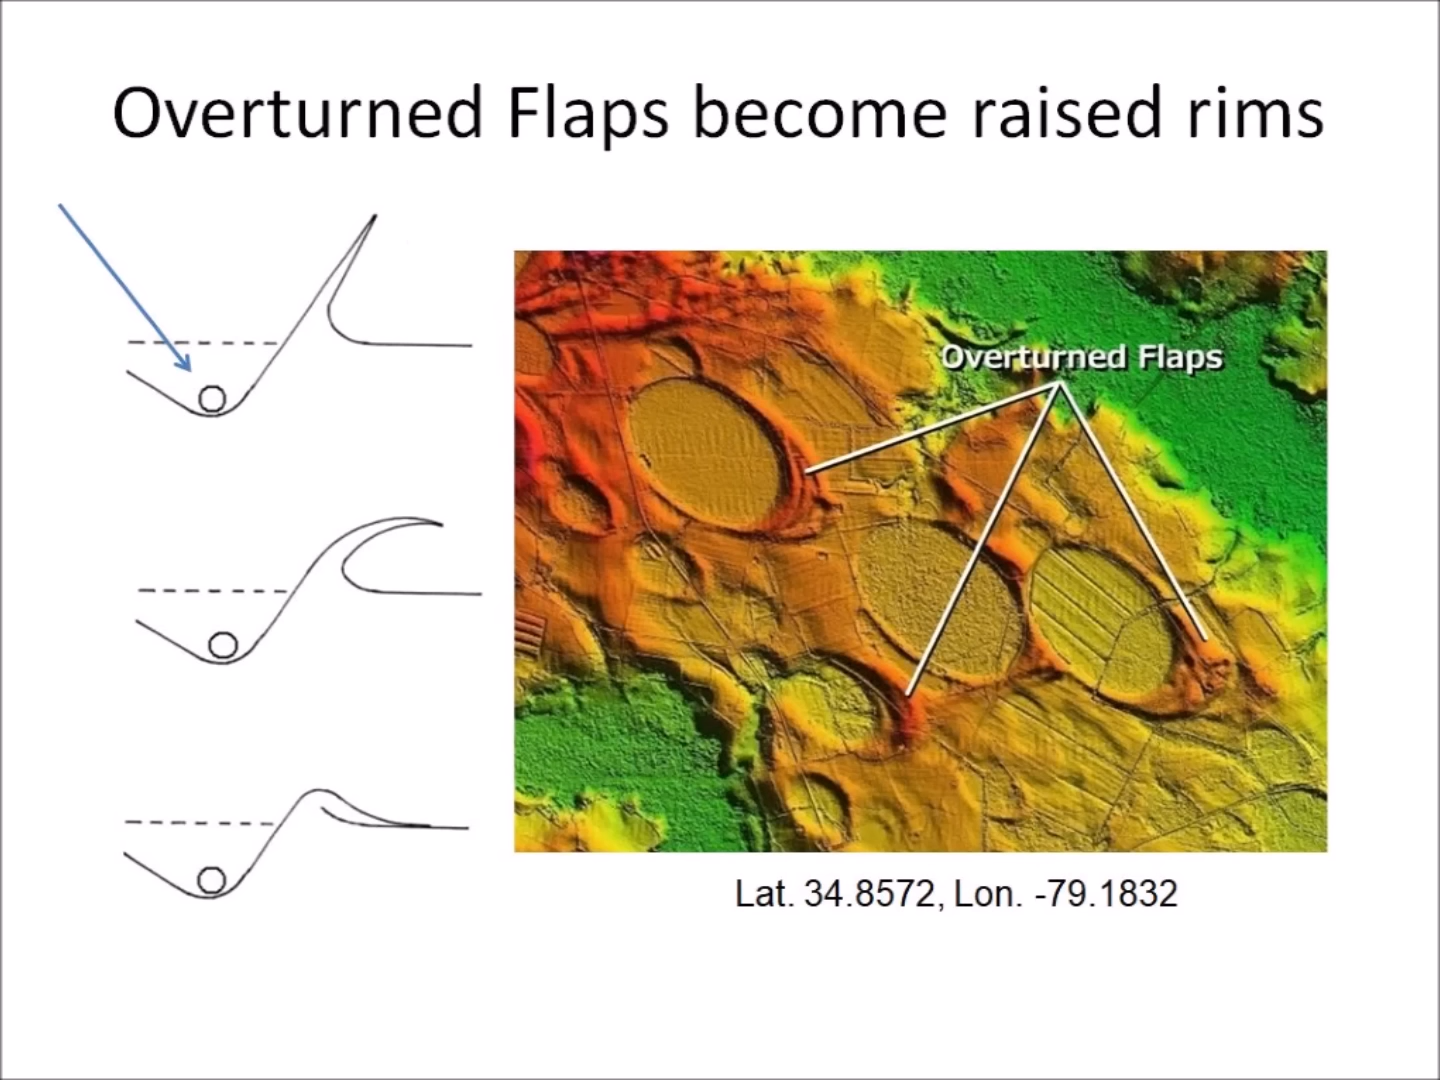 Overturned Flaps become raised rims
Overturned Flaps
Lat. 34.8572, Lon. -79.1832